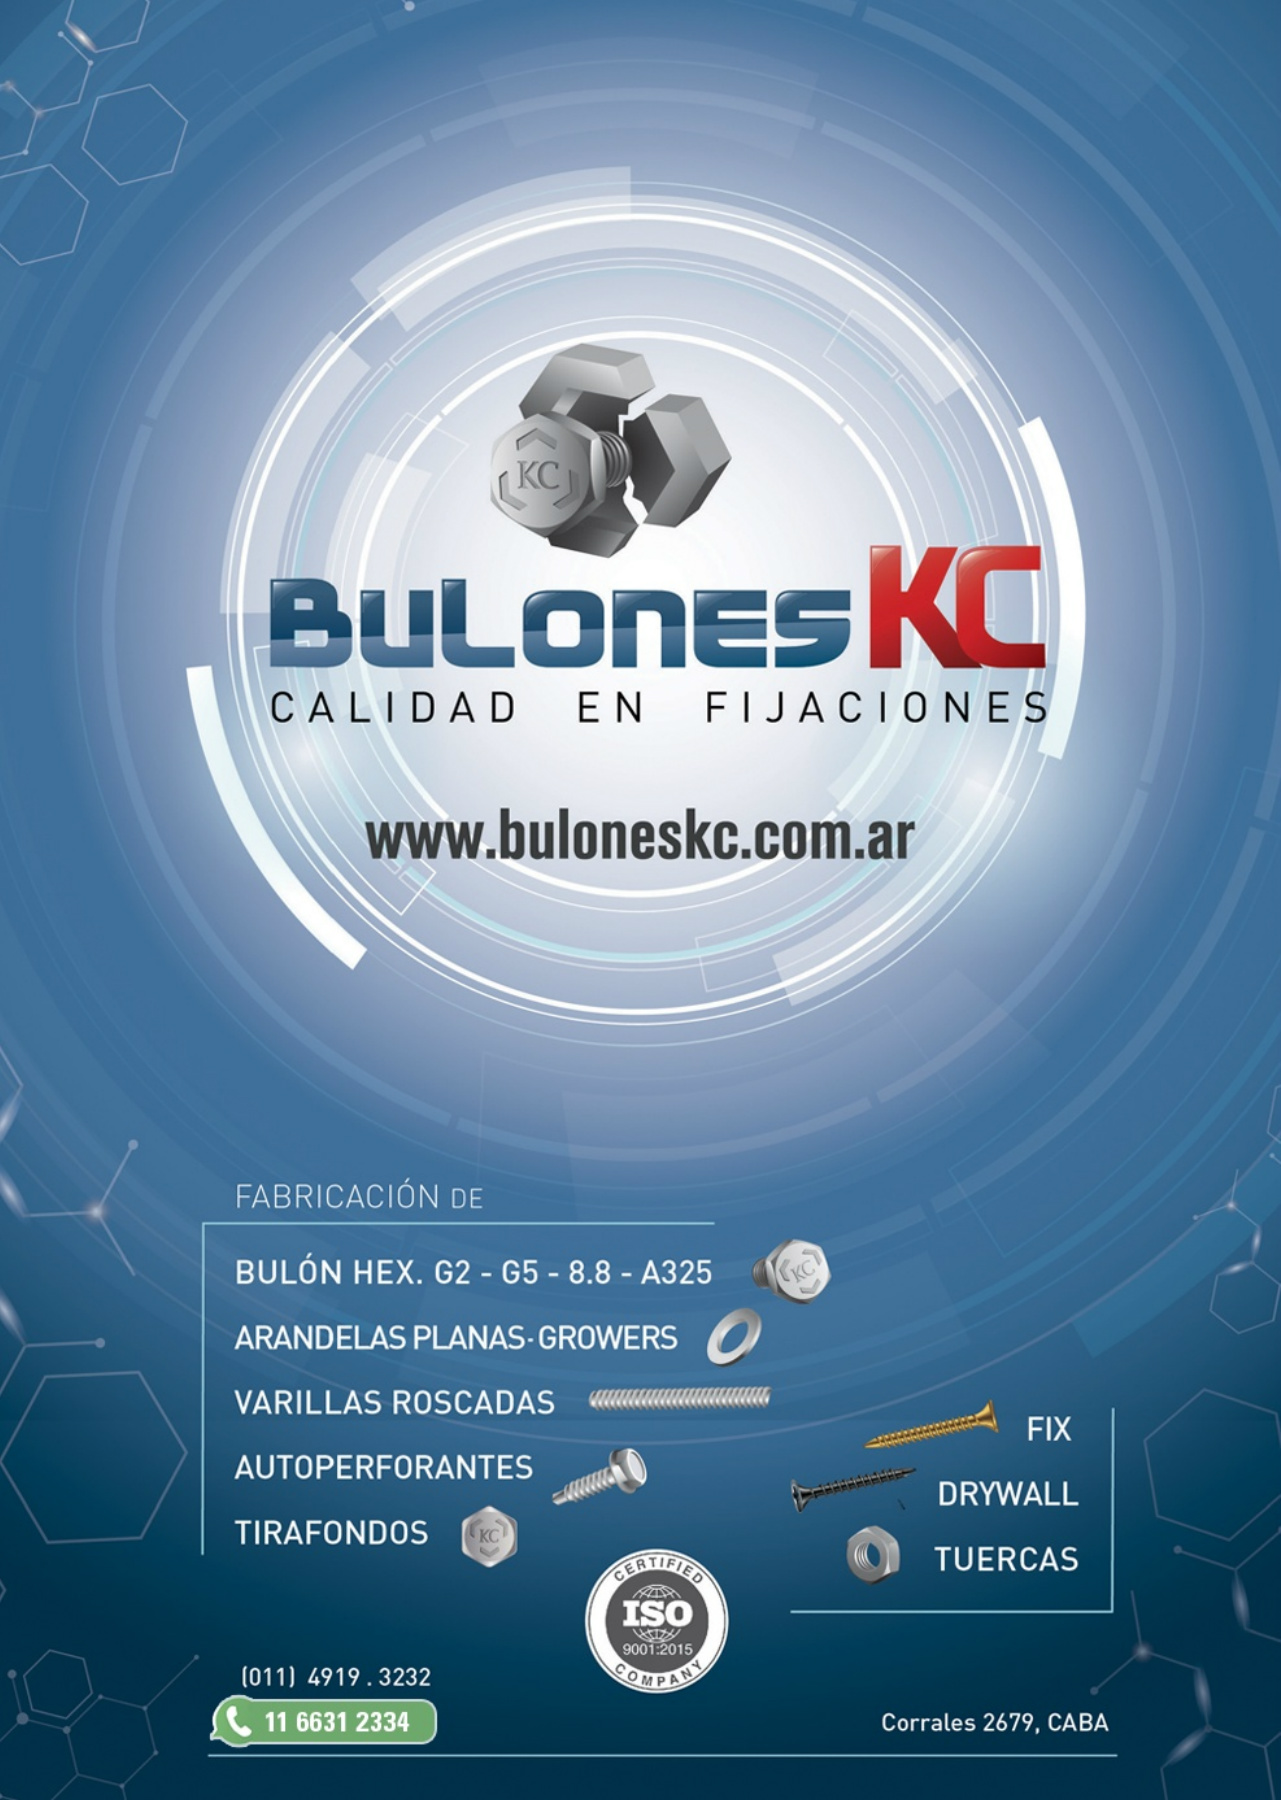 KC
BuLones KC
CALIDAD EN FIJACIONES
www.buloneskc.com.ar
FABRICACIÓN DE
BULÓN HEX. G2 - G5 - 8.8 - A325
KC
ARANDELAS PLANAS-GROWERS
VARILLAS ROSCADAS
AUTOPERFORANTES
TIRAFONDOS
KC
FIX
DRYWALL
TUERCAS
CERTIFIED
ISO
9001:2015
COMPANY
(011) 4919 . 3232
11 6631 2334
Corrales 2679, CABA